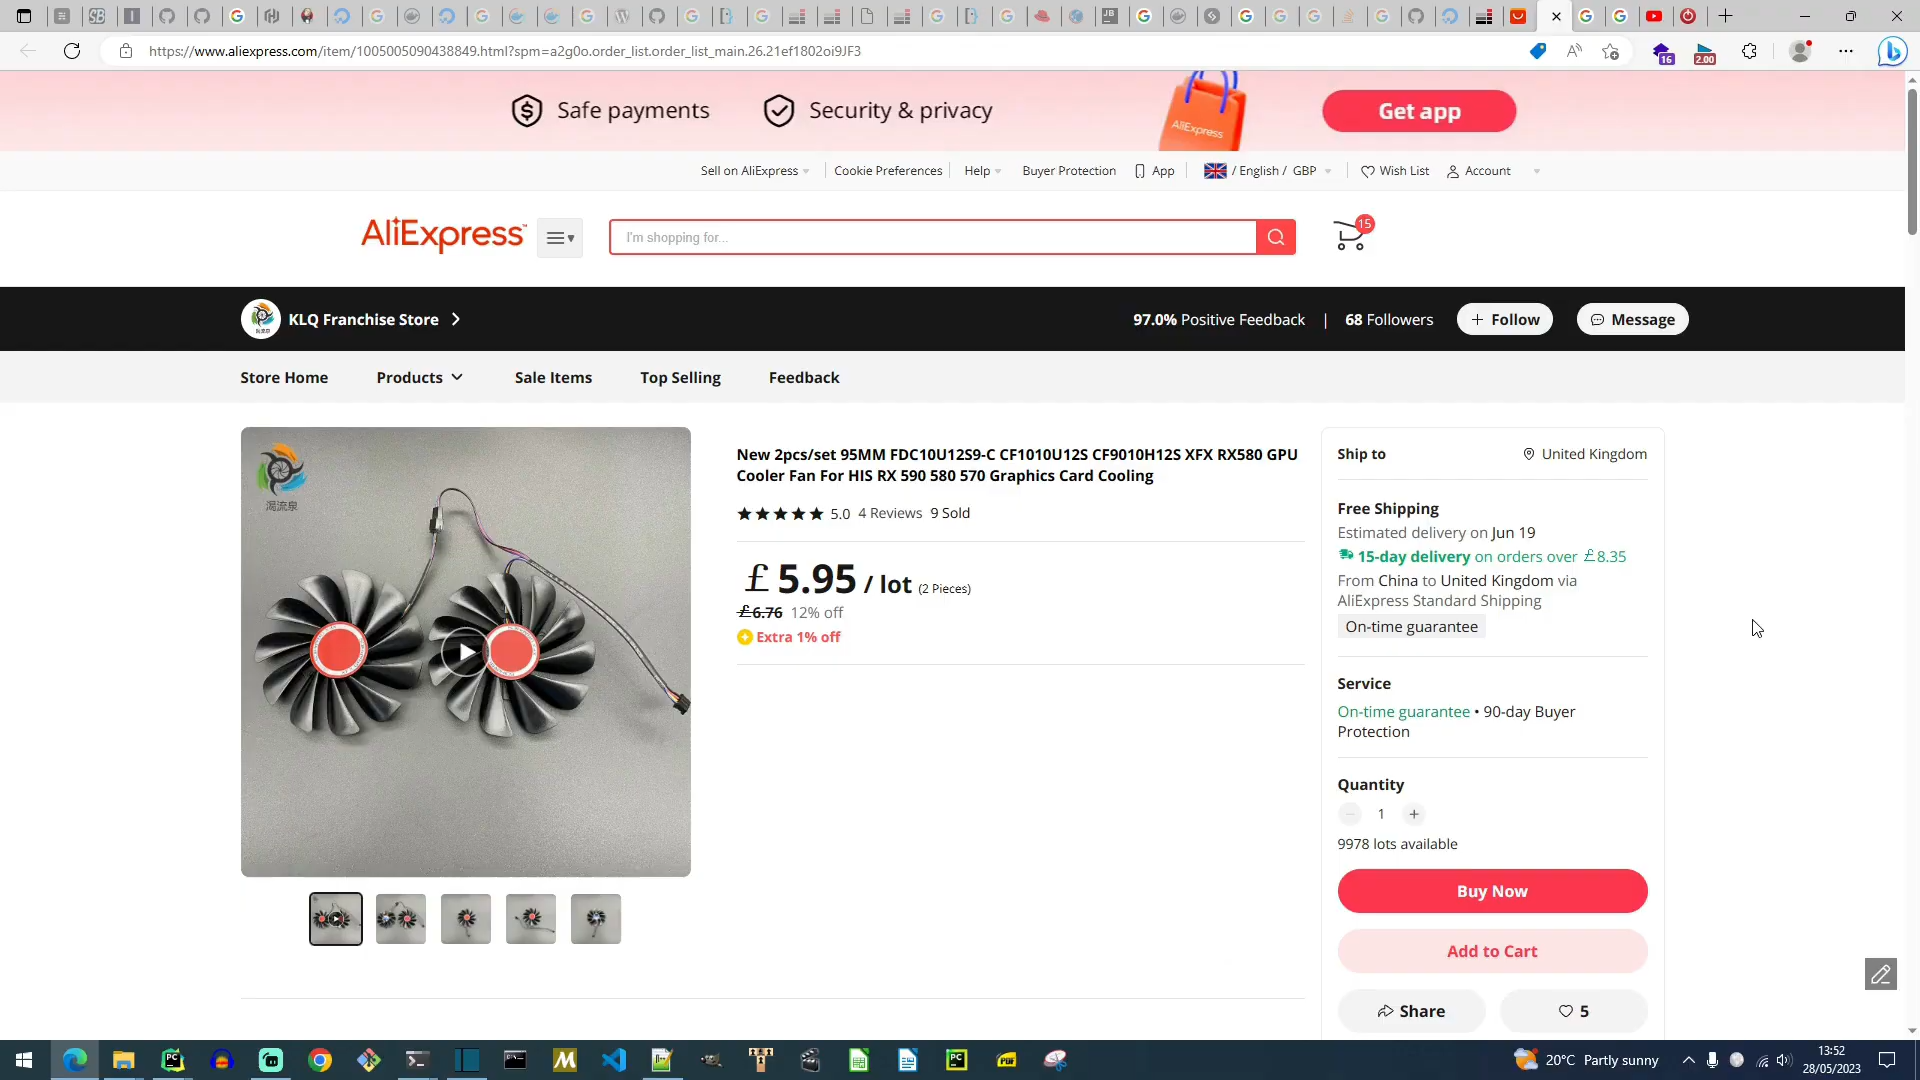 https://www.aliexpress.com/item/1005005090438849.html?spm=a2g0o.order_list.order_list_main.26.21ef1802oi9JF3
16
2.00
Safe payments
Security & privacy
AliExpress
Get app
Sell on AliExpress
Cookie Preferences
Help
Buyer Protection
App
/ English / GBP
Wish List
Account
AliExpress
I'm shopping for...
15
KLQ Franchise Store
97.0% Positive Feedback | 68 Followers
+ Follow
Message
Store Home
Products
Sale Items
Top Selling
Feedback
渴流泉
New 2pcs/set 95MM FDC10U12S9-C CF1010U12S CF9010H12S XFX RX580 GPU
Cooler Fan For HIS RX 590 580 570 Graphics Card Cooling
5.0 4 Reviews 9 Sold
£5.95 / lot (2 Pieces)
£6.76 12% off
Extra 1% off
Ship to
United Kingdom
Free Shipping
Estimated delivery on Jun 19
15-day delivery on orders over £8.35
From China to United Kingdom via
AliExpress Standard Shipping
On-time guarantee
Service
On-time guarantee • 90-day Buyer
Protection
Quantity
1
9978 lots available
Buy Now
Add to Cart
Share
5
20°C Partly sunny
13:52
28/05/2023